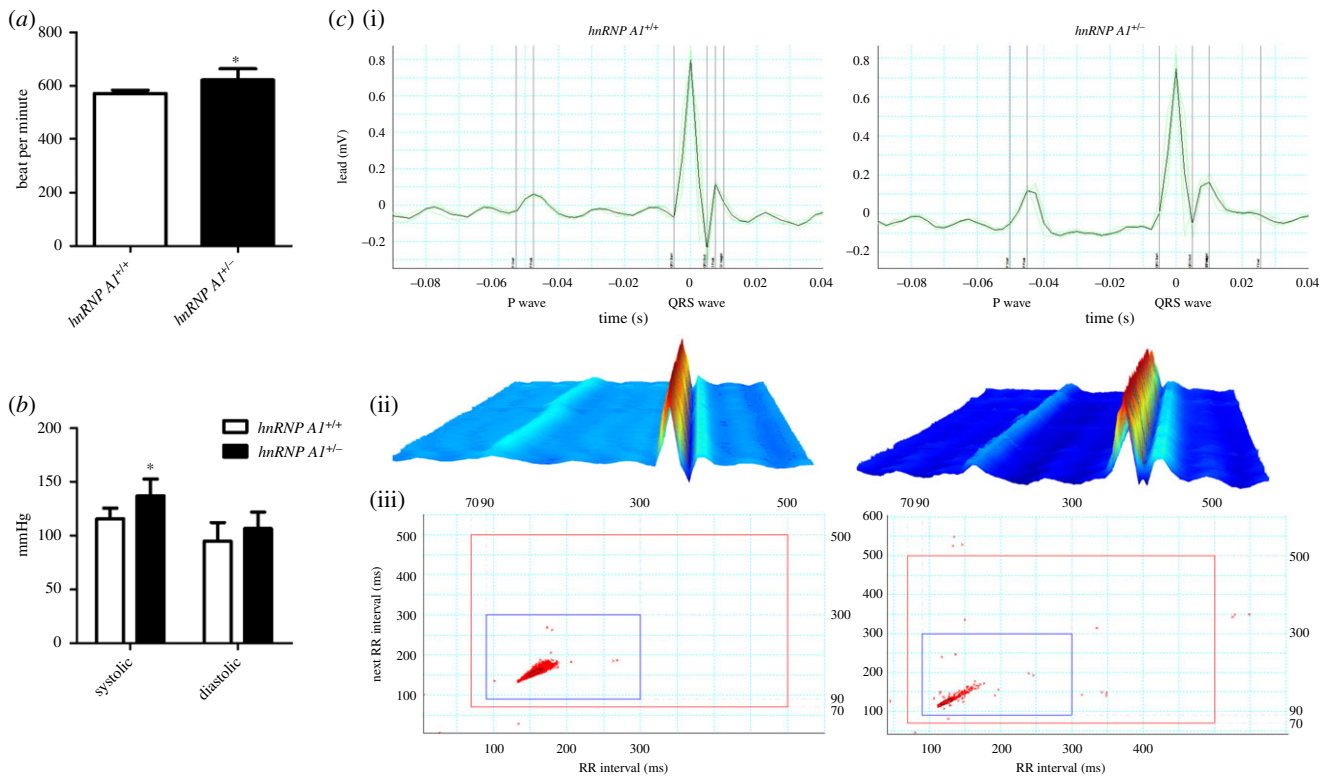 (a)
800
600
400
200
0
beat per minute
*
hnRNP A1+/+
hnRNP A1+/–
(b)
200
150
100
50
0
mmHg
hnRNP A1+/+
hnRNP A1+/–
*
systolic
diastolic
(c) (i)
hnRNP A1+/+
0.8
0.6
0.4
0.2
0
–0.2
lead (mV)
–0.08 –0.06 –0.04 –0.02 0 0.02 0.04
P wave QRS wave
time (s)
hnRNP A1+/–
0.8
0.6
0.4
0.2
0
–0.2
–0.08 –0.06 –0.04 –0.02 0 0.02 0.04
P wave QRS wave
time (s)
(ii)
(iii)
70 90 300 500
500
400
300
200
100
next RR interval (ms)
500
300
90
70
100 200 300
RR interval (ms)
70 90 300 500
600
500
400
300
200
100
500
300
90
70
100 200 300 400
RR interval (ms)